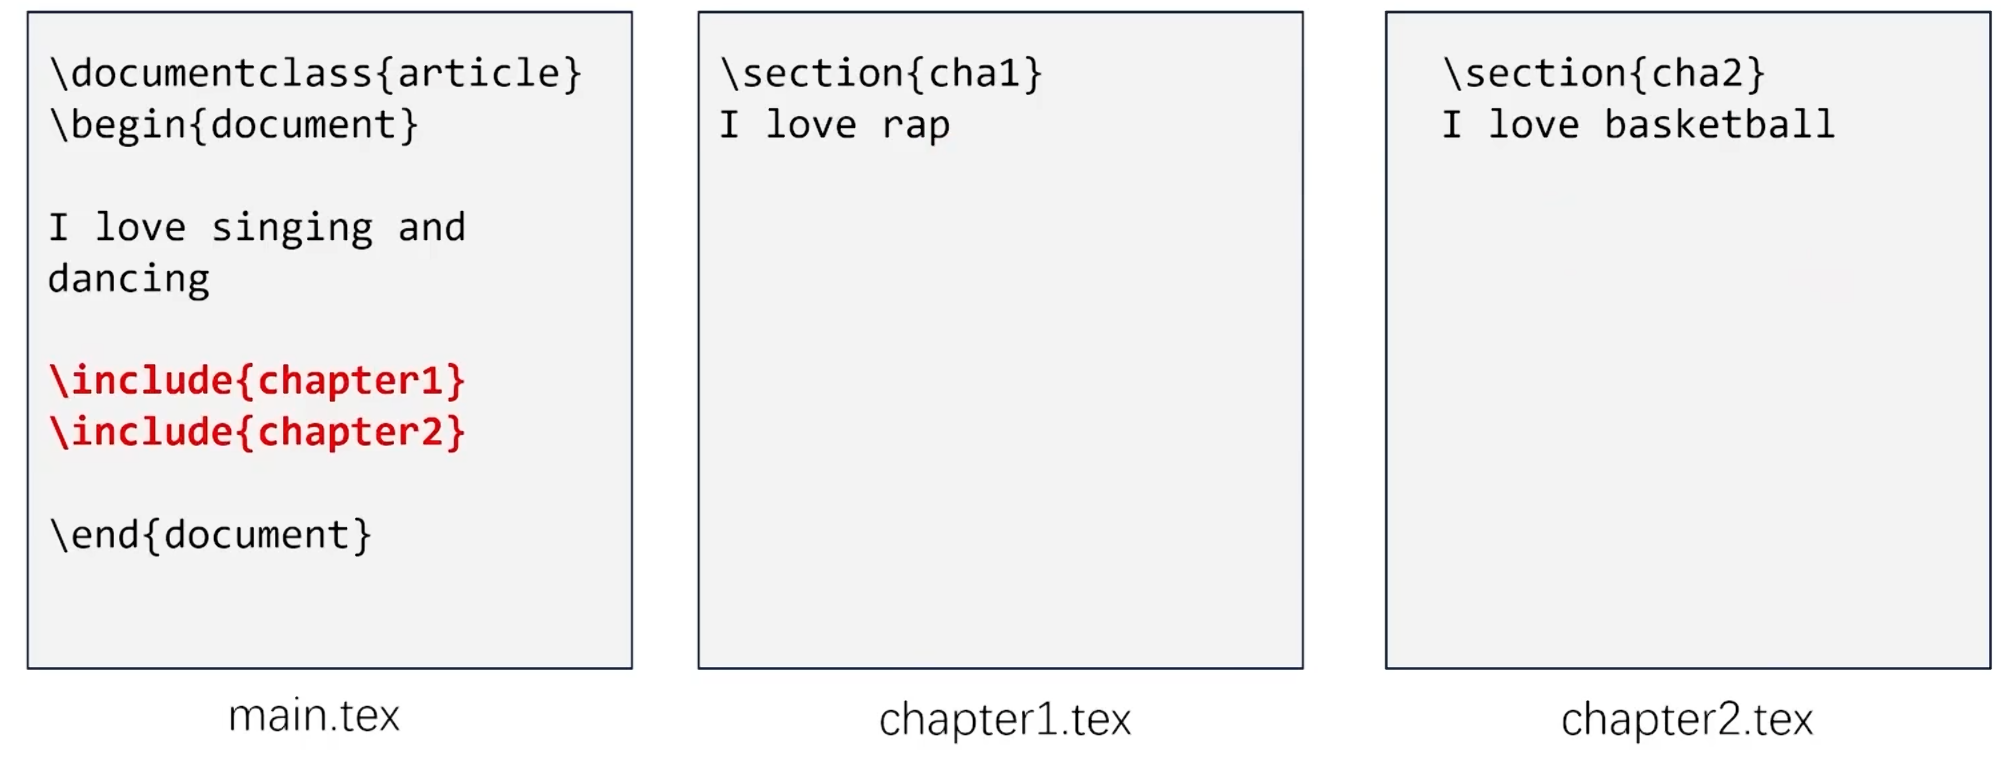 \documentclass{article}
\begin{document}
I love singing and
dancing
\include{chapter1}
\include{chapter2}
\end{document}
main.tex
\section{cha1}
I love rap
chapter1.tex
\section{cha2}
I love basketball
chapter2.tex